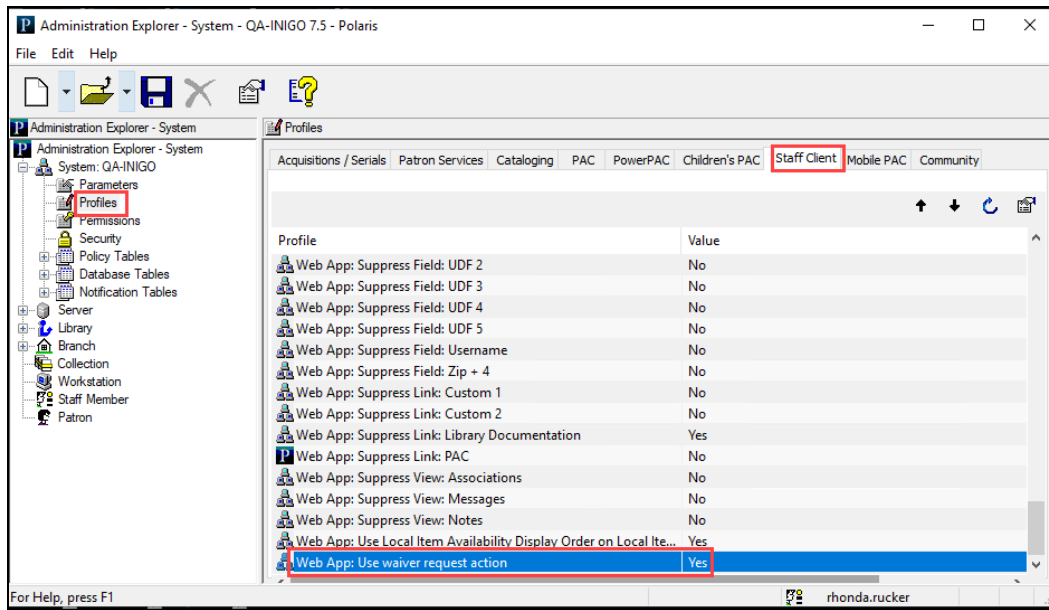 Administration Explorer - System - QA-INIGO 7.5 - Polaris
File Edit Help
Administration Explorer - System
Administration Explorer - System
System: QA-INIGO
Parameters
Profiles
Permissions
Security
Policy Tables
Database Tables
Notification Tables
Server
Library
Branch
Collection
Workstation
Staff Member
Patron
Profiles
Acquisitions / Serials Patron Services Cataloging PAC PowerPAC Children's PAC Staff Client Mobile PAC Community
Profile Value
Web App: Suppress Field: UDF 2 No
Web App: Suppress Field: UDF 3 No
Web App: Suppress Field: UDF 4 No
Web App: Suppress Field: UDF 5 No
Web App: Suppress Field: Username No
Web App: Suppress Field: Zip + 4 No
Web App: Suppress Link: Custom 1 No
Web App: Suppress Link: Custom 2 No
Web App: Suppress Link: Library Documentation Yes
Web App: Suppress Link: PAC No
Web App: Suppress View: Associations No
Web App: Suppress View: Messages No
Web App: Suppress View: Notes No
Web App: Use Local Item Availability Display Order on Local Ite... Yes
Web App: Use waiver request action Yes
For Help, press F1 rhonda.rucker